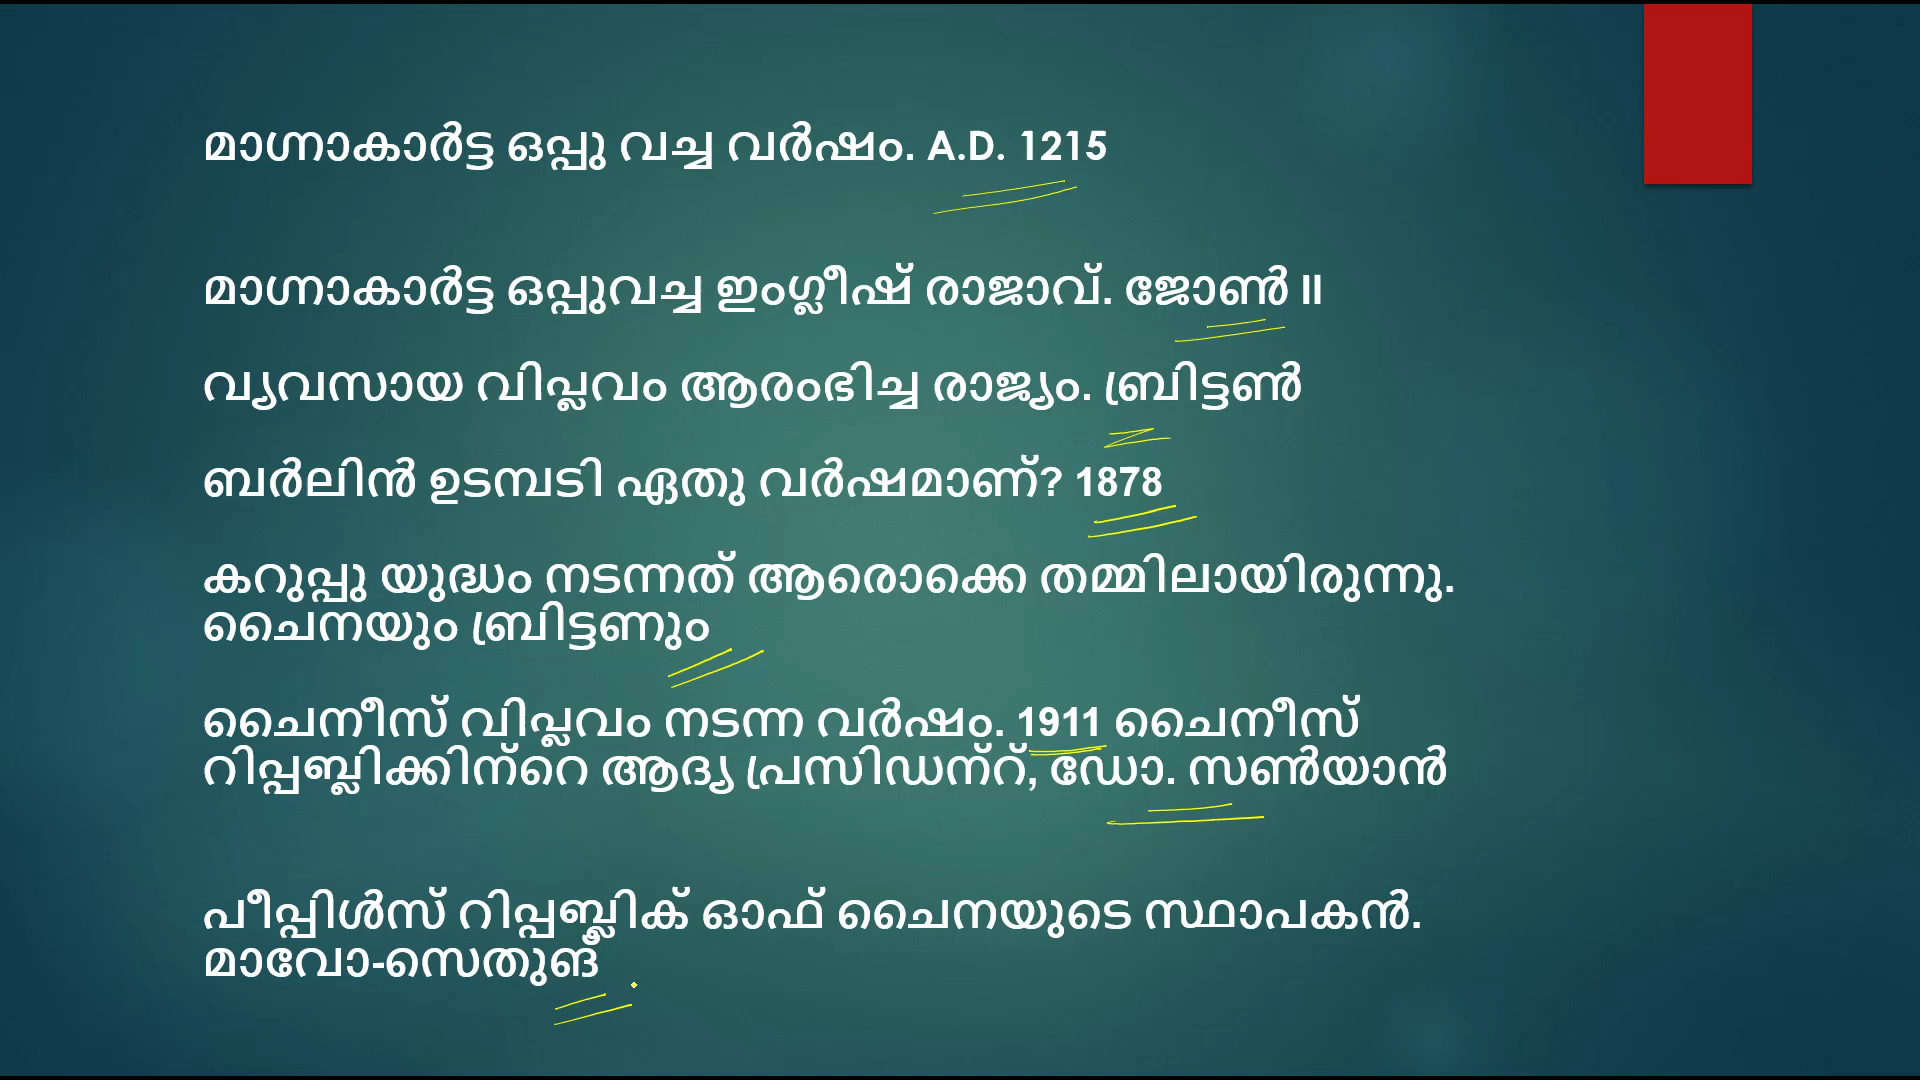 മാഗ്നാകാർട്ട ഒപ്പു വച്ച വർഷം. A.D. 1215
മാഗ്നാകാർട്ട ഒപ്പുവച്ച ഇംഗ്ലീഷ് രാജാവ്. ജോൺ II
വ്യവസായ വിപ്ലവം ആരംഭിച്ച രാജ്യം. ബ്രിട്ടൺ
ബർലിൻ ഉടമ്പടി ഏതു വർഷമാണ്? 1878
കറുപ്പു യുദ്ധം നടന്നത് ആരൊക്കെ തമ്മിലായിരുന്നു.
ചൈനയും ബ്രിട്ടണും
ചൈനീസ് വിപ്ലവം നടന്ന വർഷം. 1911 ചൈനീസ്
റിപ്പബ്ലിക്കിന്റെ ആദ്യ പ്രസിഡന്റ്, ഡോ. സൺയാൻ
പീപ്പിൾസ് റിപ്പബ്ലിക് ഓഫ് ചൈനയുടെ സ്ഥാപകൻ.
മാവോ-സെതുങ്